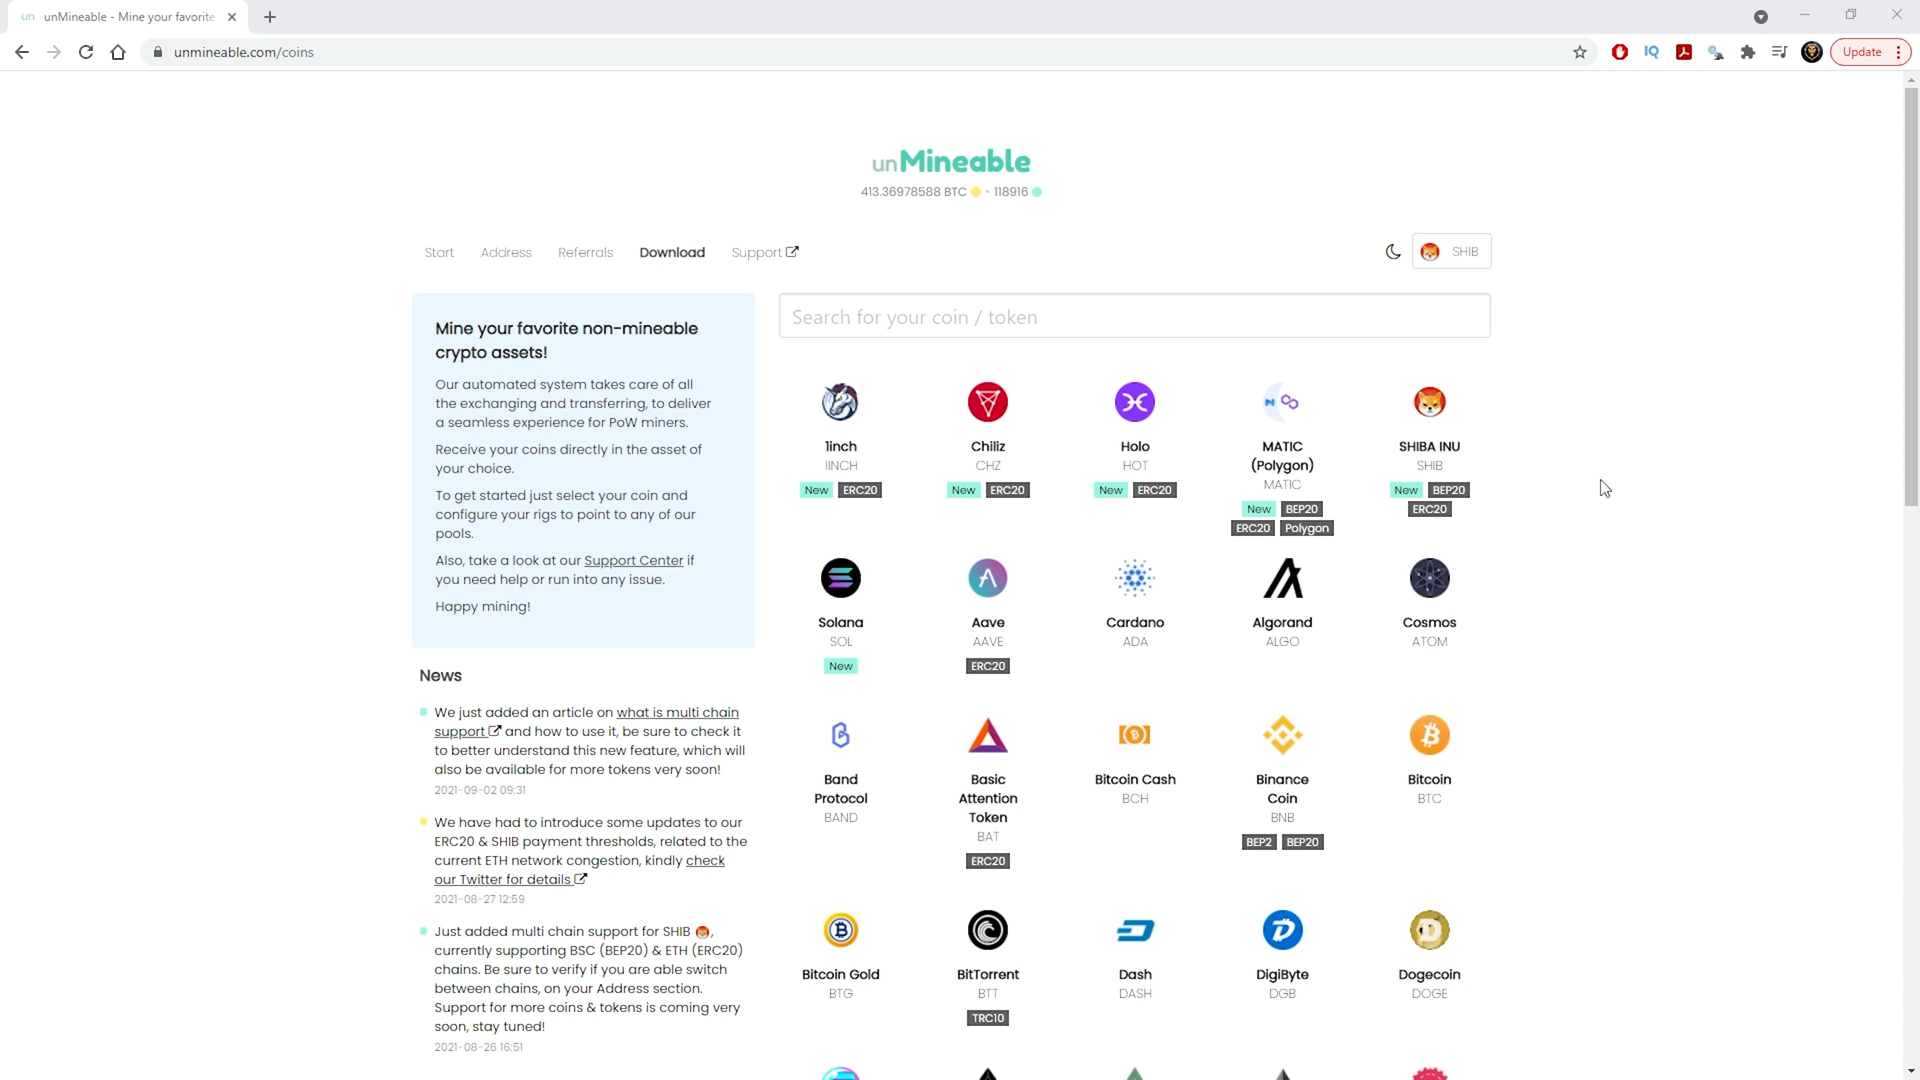 un unMineable - Mine your favorite
unmineable.com/coins
IQ
Update
unMineable
413.36978588 BTC • 118916
Start Address Referrals Download Support
SHIB
Mine your favorite non-mineable
crypto assets!
Our automated system takes care of all
the exchanging and transferring, to deliver
a seamless experience for PoW miners.
Receive your coins directly in the asset of
your choice.
To get started just select your coin and
configure your rigs to point to any of our
pools.
Also, take a look at our Support Center if
you need help or run into any issue.
Happy mining!
News
We just added an article on what is multi chain
support and how to use it, be sure to check it
to better understand this new feature, which will
also be available for more tokens very soon!
2021-09-02 09:31
We have had to introduce some updates to our
ERC20 & SHIB payment thresholds, related to the
current ETH network congestion, kindly check
our Twitter for details
2021-08-27 12:59
Just added multi chain support for SHIB ,
currently supporting BSC (BEP20) & ETH (ERC20)
chains. Be sure to verify if you are able switch
between chains, on your Address section.
Support for more coins & tokens is coming very
soon, stay tuned!
2021-08-26 16:51
Search for your coin / token
1inch
1INCH
New ERC20
Chiliz
CHZ
New ERC20
Holo
HOT
New ERC20
MATIC
(Polygon)
MATIC
New BEP20
ERC20 Polygon
SHIBA INU
SHIB
New BEP20
ERC20
Solana
SOL
New
Aave
AAVE
ERC20
Cardano
ADA
Algorand
ALGO
Cosmos
ATOM
Band
Protocol
BAND
Basic
Attention
Token
BAT
ERC20
Bitcoin Cash
BCH
Binance
Coin
BNB
BEP2 BEP20
Bitcoin
BTC
Bitcoin Gold
BTG
BitTorrent
BTT
TRC10
Dash
DASH
DigiByte
DGB
Dogecoin
DOGE